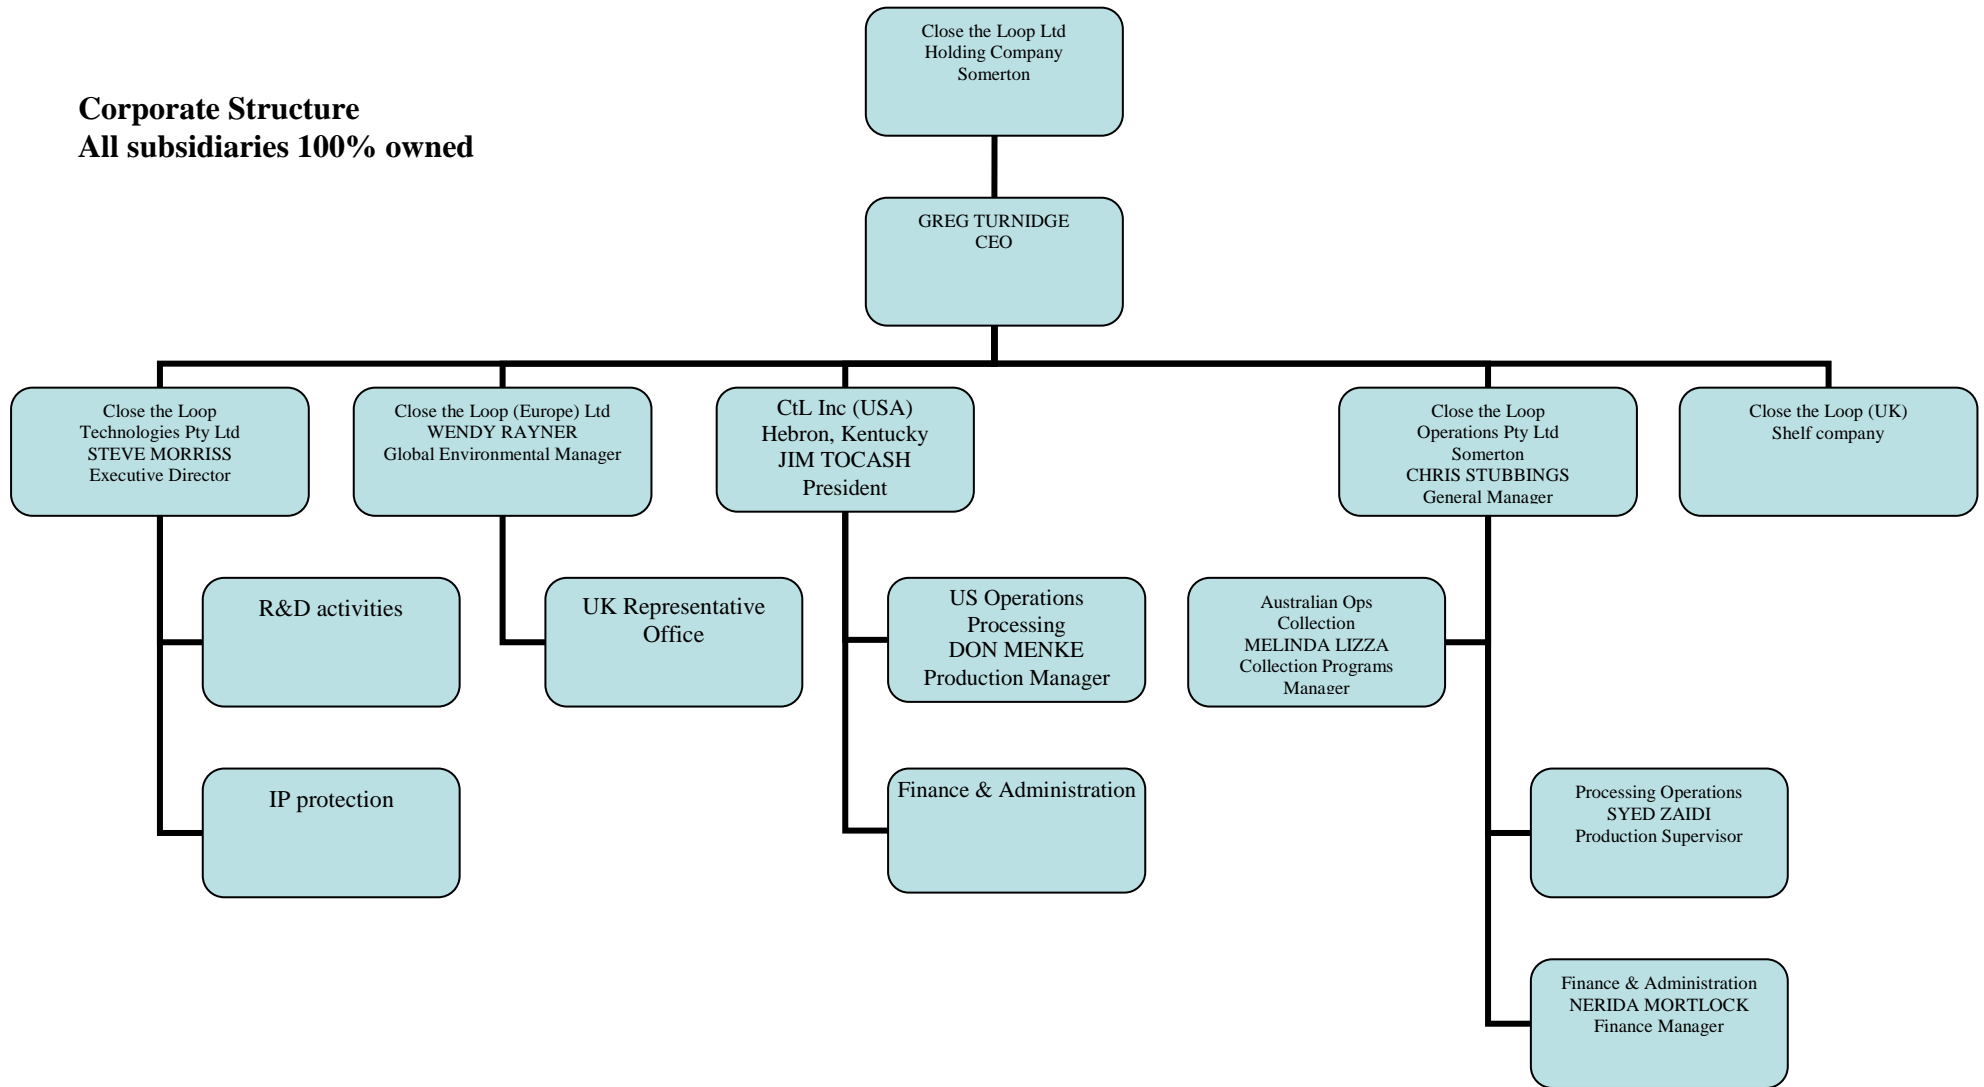 Close the Loop Ltd
Holding Company
Somerton
Corporate Structure
All subsidiaries 100% owned
GREG TURNIDGE
CEO
Close the Loop
Technologies Pty Ltd
STEVE MORRISS
Executive Director
Close the Loop (Europe) Ltd
WENDY RAYNER
Global Environmental Manager
CtL Inc (USA)
Hebron, Kentucky
JIM TOCASH
President
Close the Loop
Operations Pty Ltd
Somerton
CHRIS STUBBINGS
General Manager
Close the Loop (UK)
Shelf company
R&D activities
UK Representative
Office
US Operations
Processing
DON MENKE
Production Manager
Australian Ops
Collection
MELINDA LIZZA
Collection Programs
Manager
IP protection
Finance & Administration
Processing Operations
SYED ZAIDI
Production Supervisor
Finance & Administration
NERIDA MORTLOCK
Finance Manager